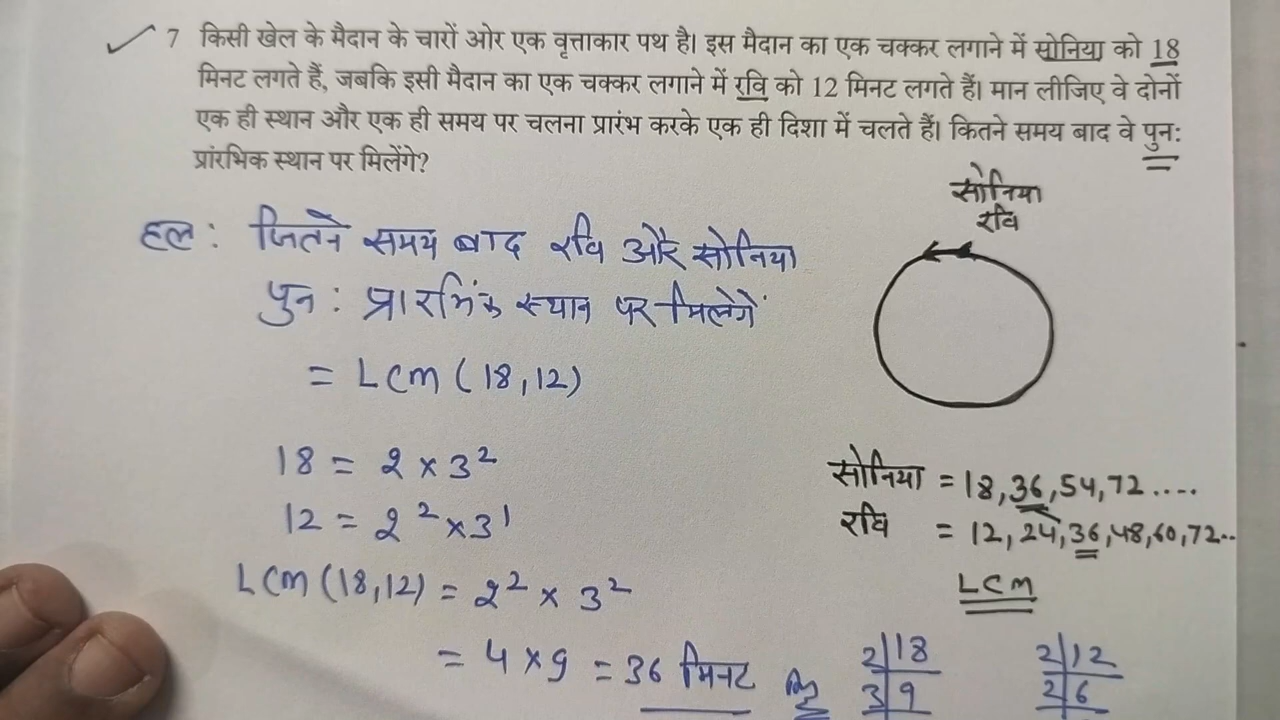 7 किसी खेल के मैदान के चारों ओर एक वृत्ताकार पथ है। इस मैदान का एक चक्कर लगाने में सोनिया को 18
मिनट लगते हैं, जबकि इसी मैदान का एक चक्कर लगाने में रवि को 12 मिनट लगते हैं। मान लीजिए वे दोनों
एक ही स्थान और एक ही समय पर चलना प्रारंभ करके एक ही दिशा में चलते हैं। कितने समय बाद वे पुन:
प्रांरभिक स्थान पर मिलेंगे?
सोनिया
रवि
हल : जितने समय बाद रवि और सोनिया
पुन : प्रारभिंक स्थान पर मिलेगें
= LCM (18,12)
18 = 2 × 3²
12 = 2² × 3¹
LCM (18,12) = 2² × 3²
= 4 × 9 = 36 मिनट
सोनिया = 18, 36, 54, 72 ....
रवि = 12, 24, 36, 48, 60, 72 ..
LCM
2 | 18
3 | 9
2 | 12
2 | 6